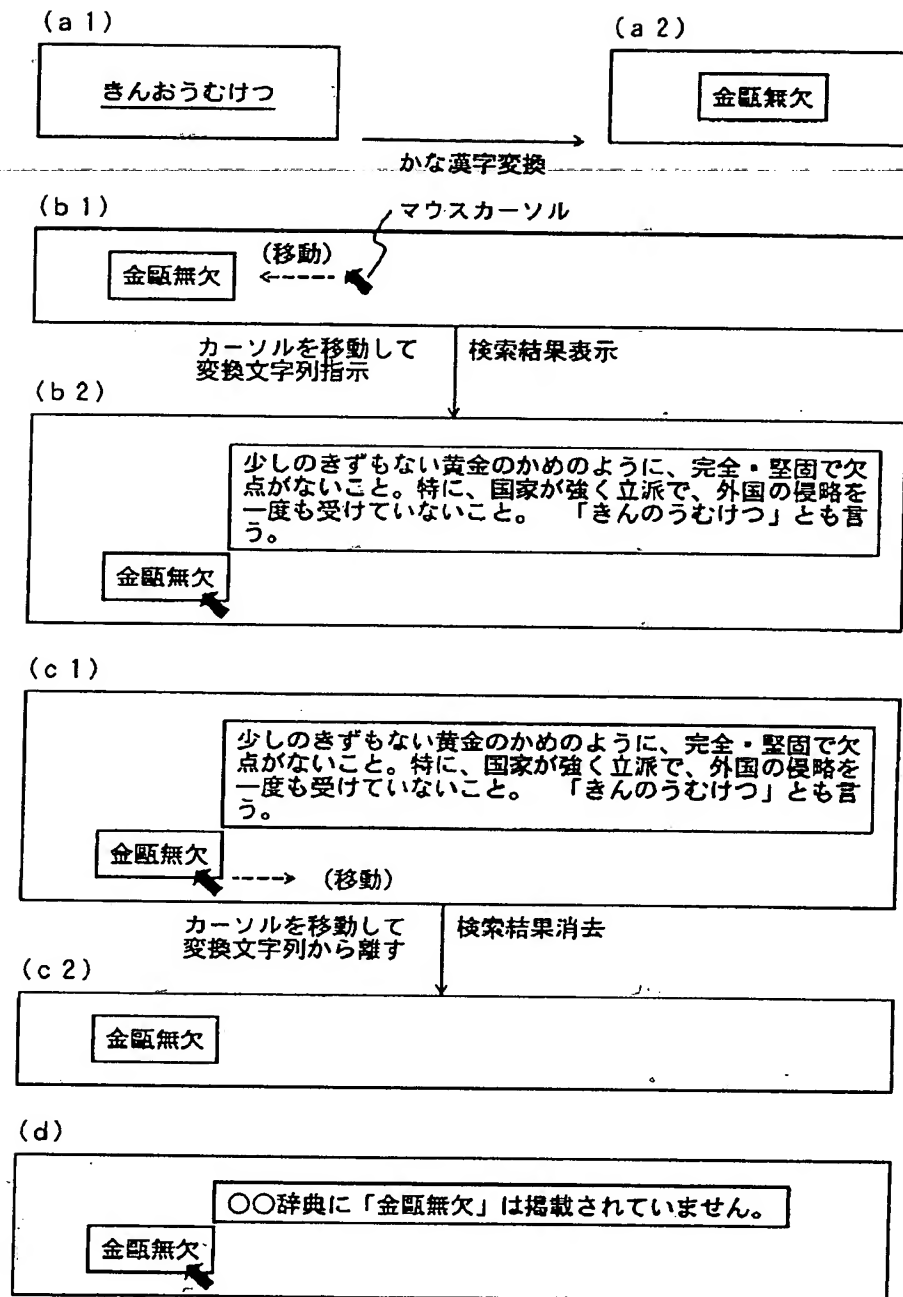 (a1)
(a2)
きんおうむけつ
金甌無欠
かな漢字変換
(b1)
マウスカーソル
金甌無欠
(移動)
カーソルを移動して
変換文字列指示
検索結果表示
(b2)
少しのきずもない黄金のかめのように、完全・堅固で欠
点がないこと。特に、国家が強く立派で、外国の侵略を
一度も受けていないこと。 「きんのうむけつ」とも言
う。
金甌無欠
(c1)
少しのきずもない黄金のかめのように、完全・堅固で欠
点がないこと。特に、国家が強く立派で、外国の侵略を
一度も受けていないこと。 「きんのうむけつ」とも言
う。
金甌無欠
(移動)
カーソルを移動して
変換文字列から離す
検索結果消去
(c2)
金甌無欠
(d)
○○辞典に「金甌無欠」は掲載されていません。
金甌無欠